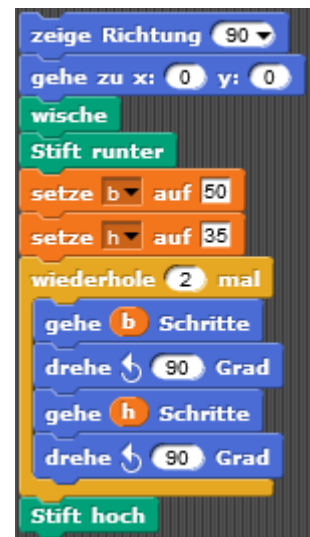 zeige Richtung 90
gehe zu x: 0 y: 0
wische
Stift runter
setze b auf 50
setze h auf 35
wiederhole 2 mal
gehe b Schritte
drehe 90 Grad
gehe h Schritte
drehe 90 Grad
Stift hoch